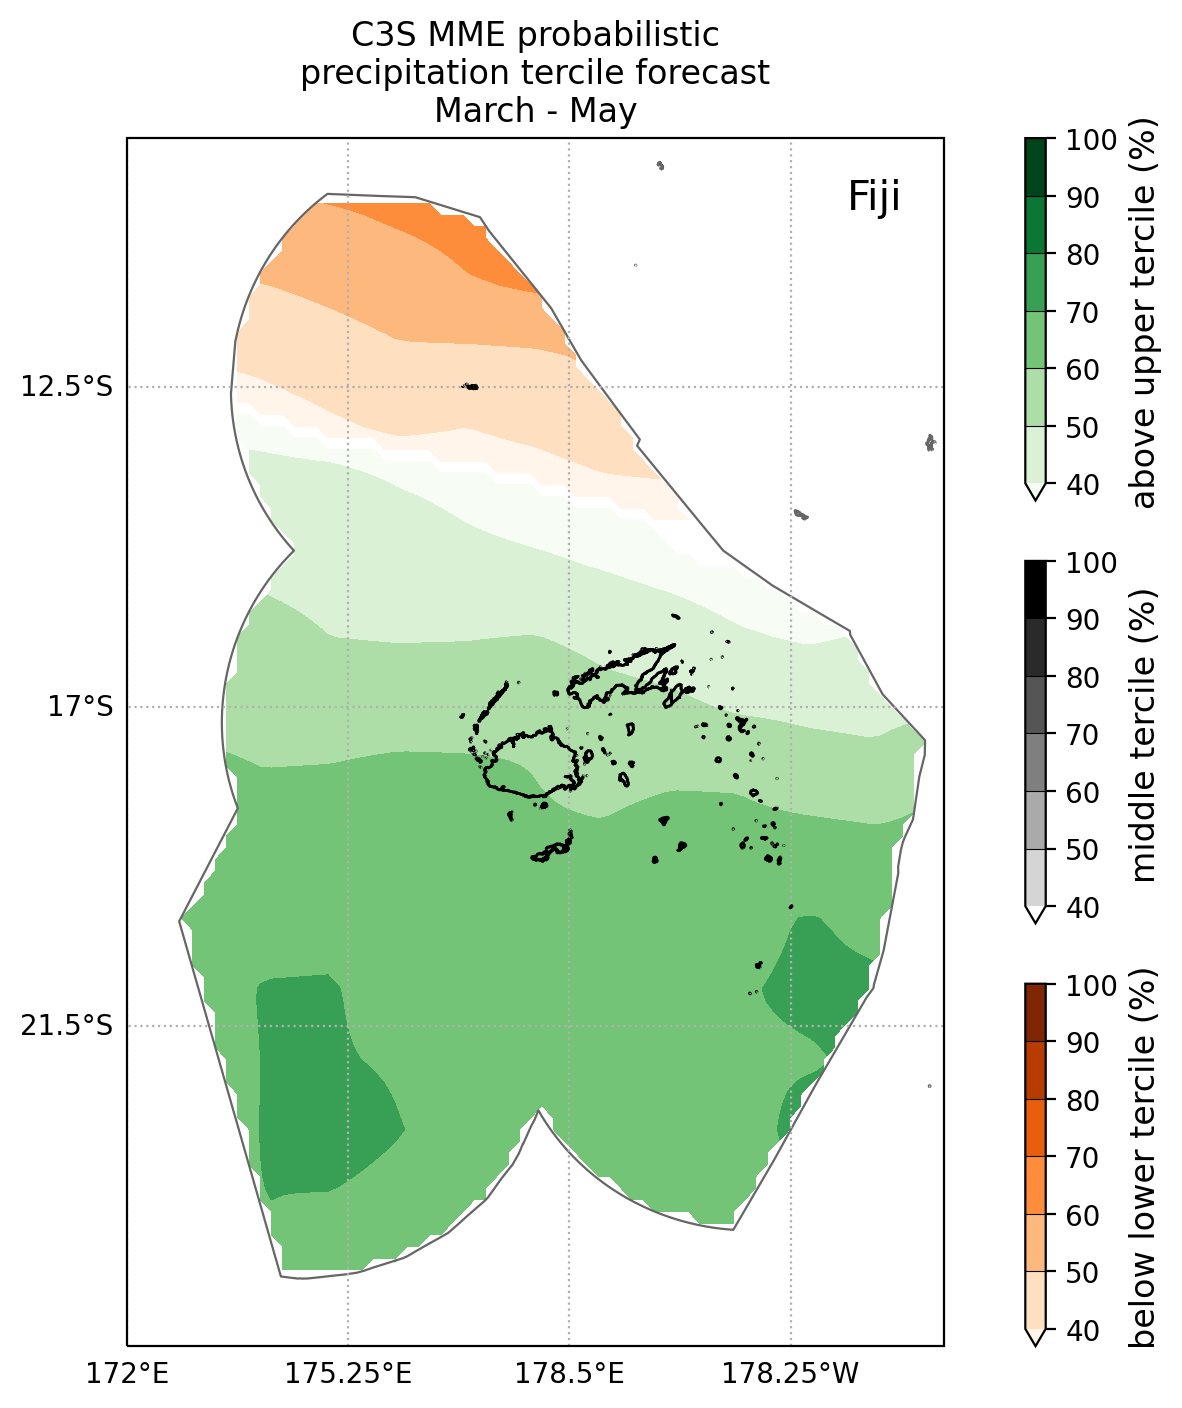 C3S MME probabilistic
precipitation tercile forecast
March - May
Fiji
12.5°S
17°S
21.5°S
172°E
175.25°E
178.5°E
178.25°W
100
90
80
70
60
50
40
above upper tercile (%)
100
90
80
70
60
50
40
middle tercile (%)
100
90
80
70
60
50
40
below lower tercile (%)